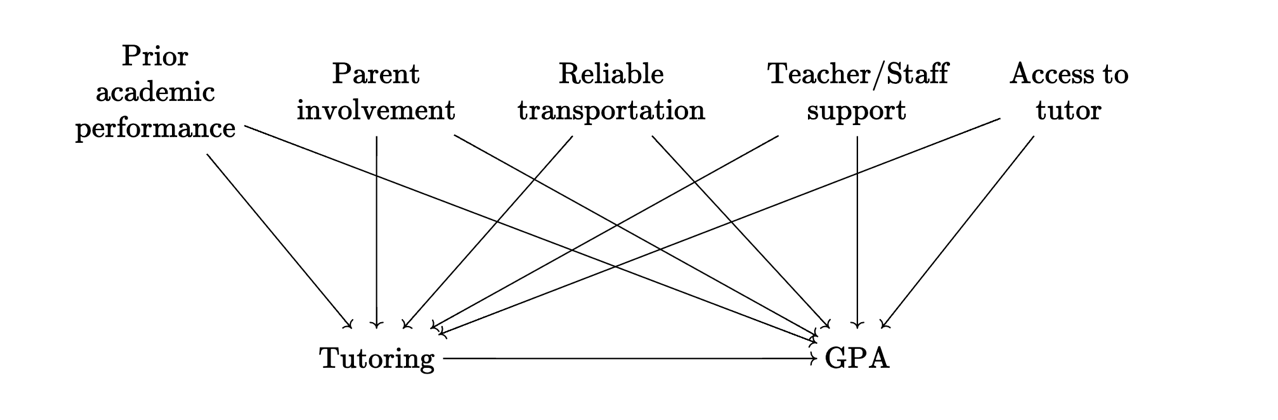 Prior
academic
performance
Parent
involvement
Reliable
transportation
Teacher/Staff
support
Access to
tutor
Tutoring
GPA